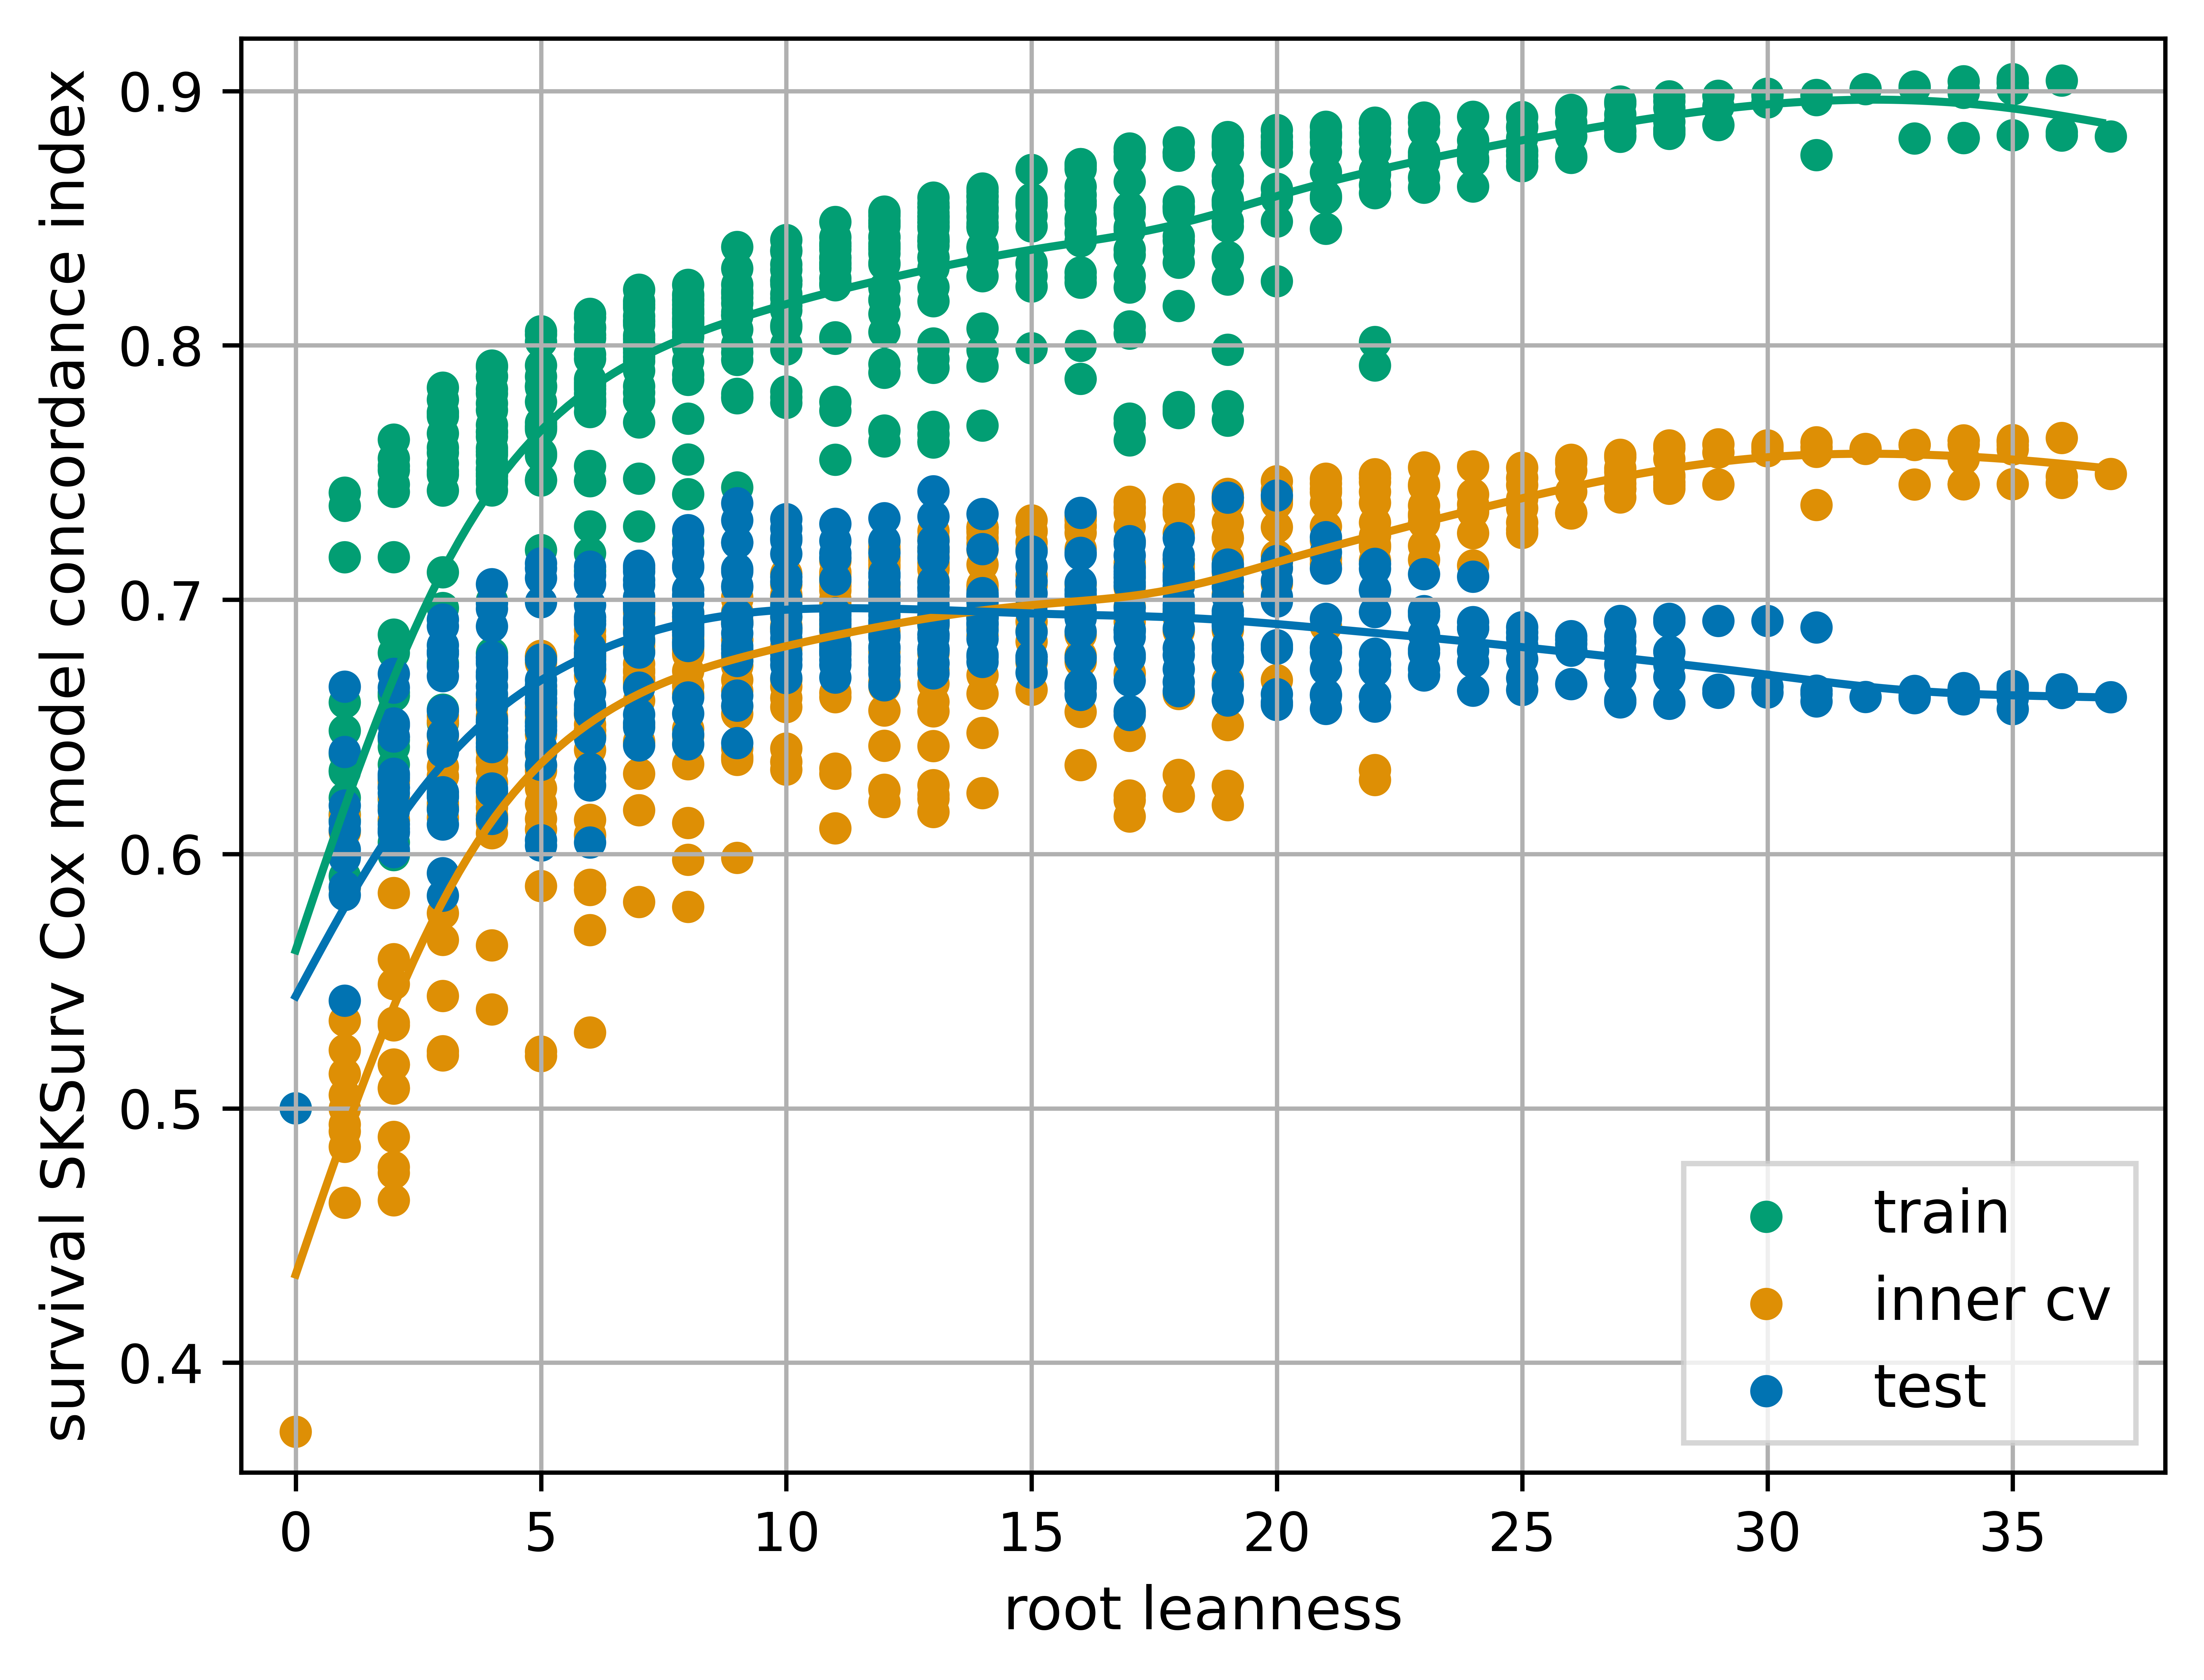 survival SKSurv Cox model concordance index
0.9
0.8
0.7
0.6
0.5
0.4
0 5 10 15 20 25 30 35
root leanness
train
inner cv
test